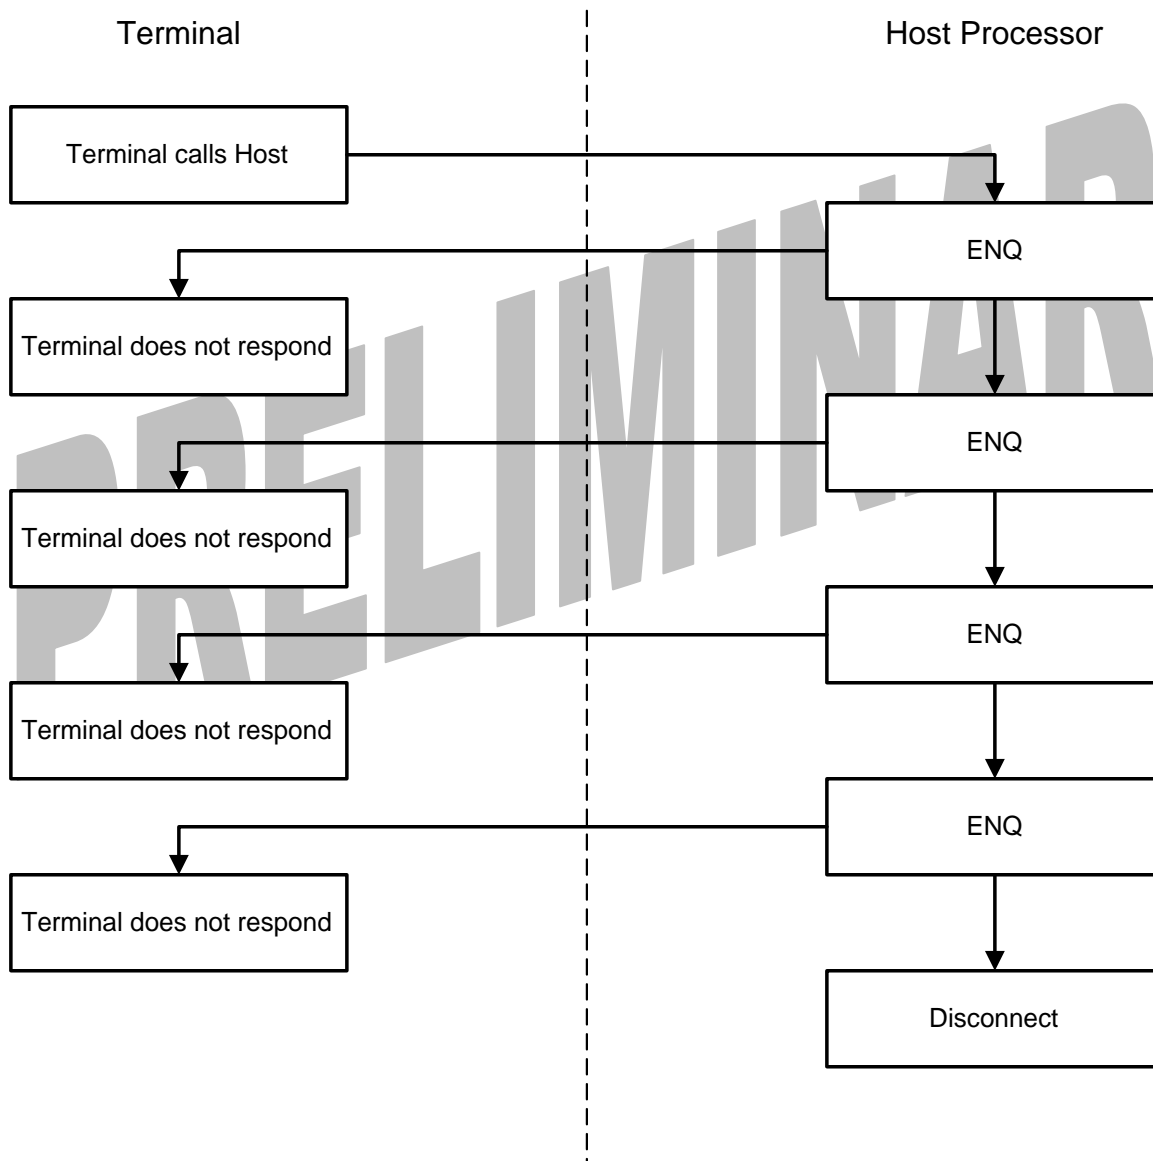 Terminal
Host Processor
Terminal calls Host
ENQ
Terminal does not respond
ENQ
Terminal does not respond
ENQ
Terminal does not respond
ENQ
Terminal does not respond
Disconnect
PRELIMINAR